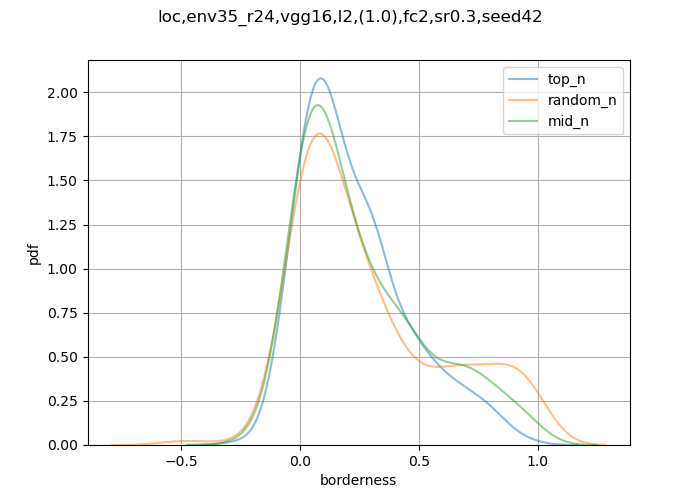 loc,env35_r24,vgg16,l2,(1.0),fc2,sr0.3,seed42
top_n
random_n
mid_n
2.00
1.75
1.50
1.25
1.00
0.75
0.50
0.25
0.00
pdf
−0.5
0.0
0.5
1.0
borderness